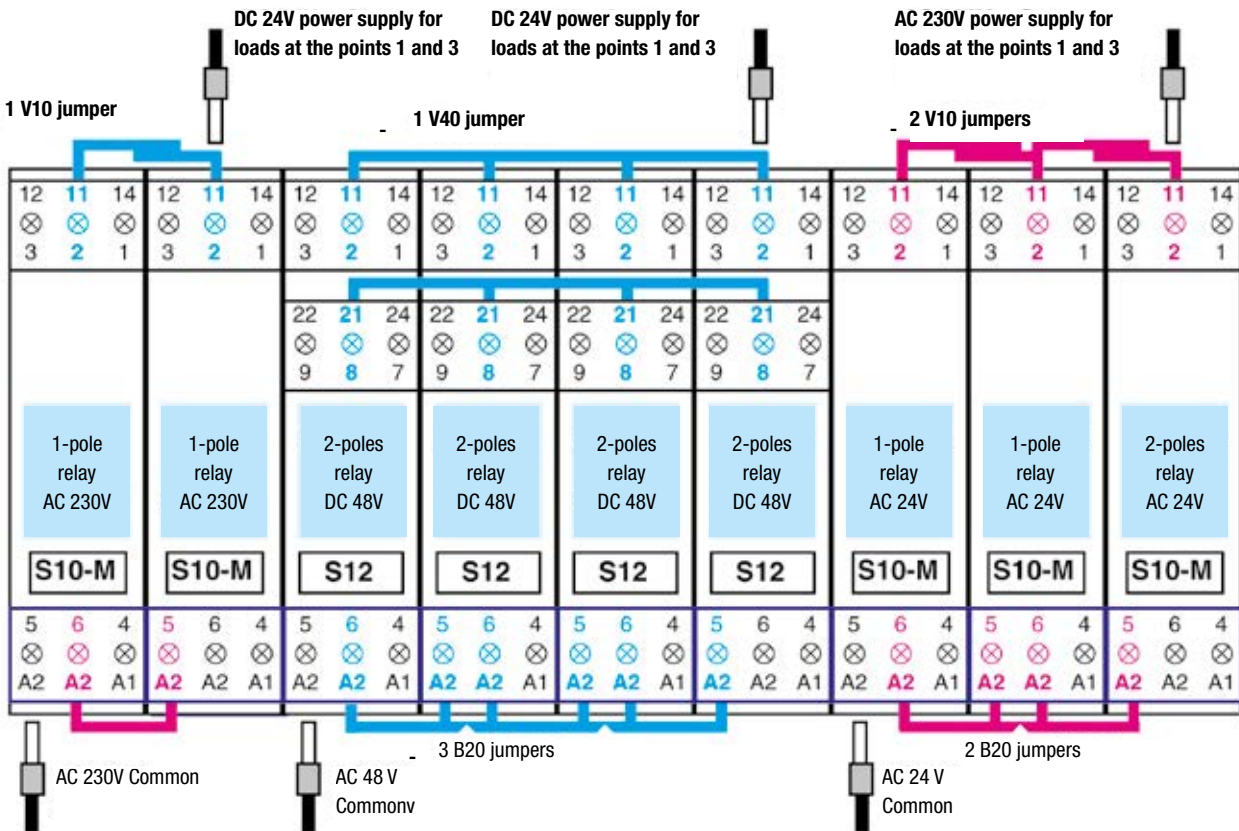 DC 24V power supply for
loads at the points 1 and 3
DC 24V power supply for
loads at the points 1 and 3
AC 230V power supply for
loads at the points 1 and 3
1 V10 jumper
- 1 V40 jumper
- 2 V10 jumpers
12 11 14 12 11 14 12 11 14 12 11 14 12 11 14 12 11 14 12 11 14 12 11 14 12 11 14
3 2 1 3 2 1 3 2 1 3 2 1 3 2 1 3 2 1 3 2 1 3 2 1 3 2 1
22 21 24 22 21 24 22 21 24 22 21 24
9 8 7 9 8 7 9 8 7 9 8 7
1-pole
relay
AC 230V
1-pole
relay
AC 230V
2-poles
relay
DC 48V
2-poles
relay
DC 48V
2-poles
relay
DC 48V
2-poles
relay
DC 48V
1-pole
relay
AC 24V
1-pole
relay
AC 24V
2-poles
relay
AC 24V
S10-M S10-M S12 S12 S12 S12 S10-M S10-M S10-M
5 6 4 5 6 4 5 6 4 5 6 4 5 6 4 5 6 4 5 6 4 5 6 4 5 6 4
A2 A2 A1 A2 A2 A1 A2 A2 A1 A2 A2 A1 A2 A2 A1 A2 A2 A1 A2 A2 A1 A2 A2 A1 A2 A2 A1
AC 230V Common
- 3 B20 jumpers
AC 48 V
Commonv
2 B20 jumpers
AC 24 V
Common